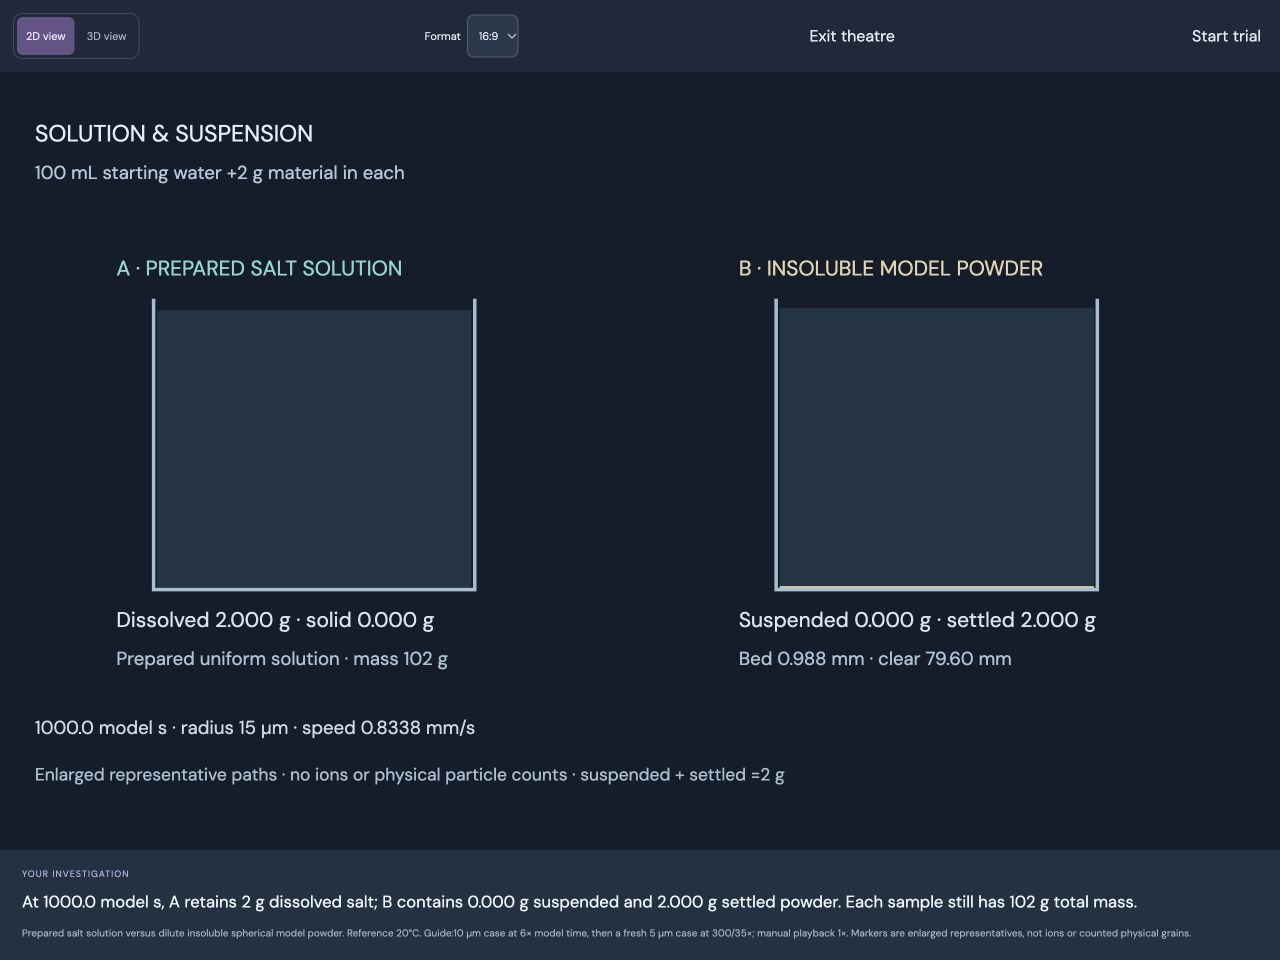 2D view 3D view Format 16:9 Exit theatre Start trial
SOLUTION & SUSPENSION
100 mL starting water +2 g material in each
A · PREPARED SALT SOLUTION
B · INSOLUBLE MODEL POWDER
Dissolved 2.000 g · solid 0.000 g
Prepared uniform solution · mass 102 g
Suspended 0.000 g · settled 2.000 g
Bed 0.988 mm · clear 79.60 mm
1000.0 model s · radius 15 µm · speed 0.8338 mm/s
Enlarged representative paths · no ions or physical particle counts · suspended + settled =2 g
YOUR INVESTIGATION
At 1000.0 model s, A retains 2 g dissolved salt; B contains 0.000 g suspended and 2.000 g settled powder. Each sample still has 102 g total mass.
Prepared salt solution versus dilute insoluble spherical model powder. Reference 20°C. Guide:10 µm case at 6× model time, then a fresh 5 µm case at 300/35×; manual playback 1×. Markers are enlarged representatives, not ions or counted physical grains.